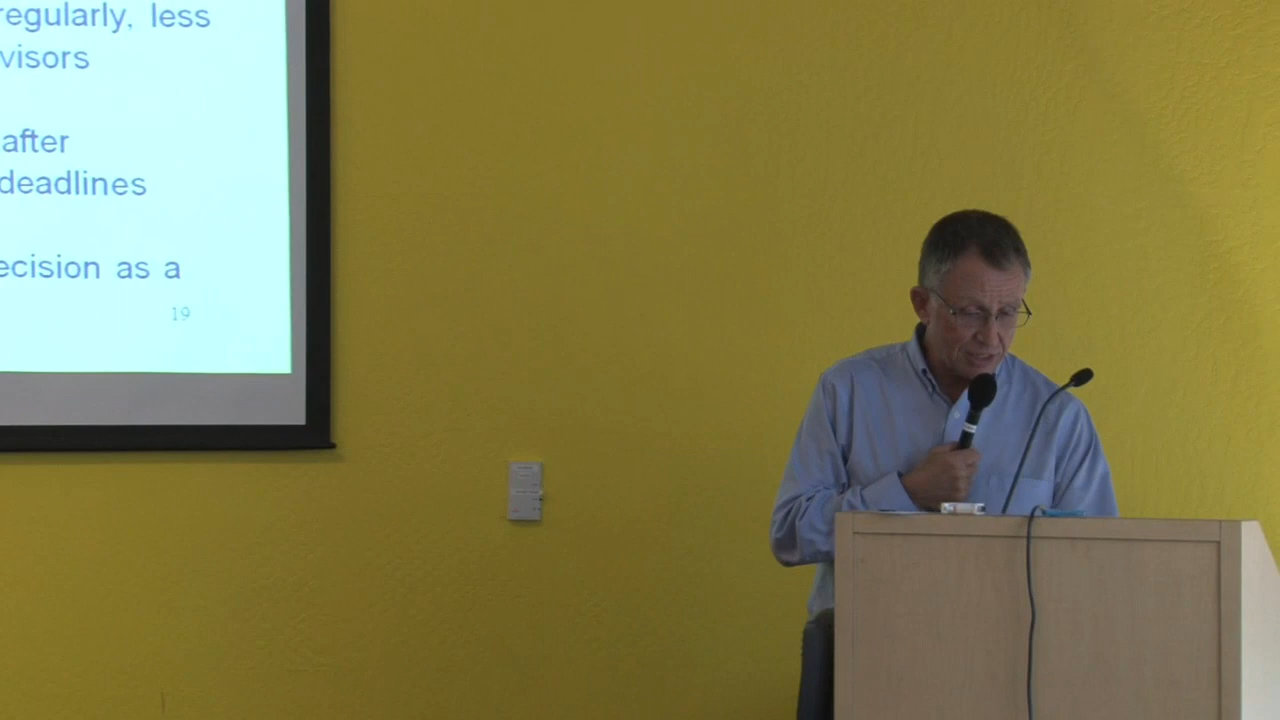 regularly, less
visors
after
deadlines
ecision as a
19